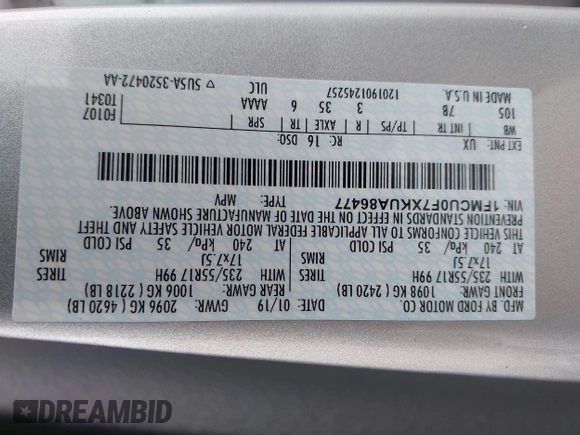 MFD. BY FORD MOTOR CO.
DATE: 01/19 GVWR: 2096 KG ( 4620 LB)
FRONT GAWR: 1098 KG ( 2420 LB) REAR GAWR: 1006 KG ( 2218 LB)
WITH 235/55R17 99H TIRES WITH 235/55R17 99H TIRES
17x7.5J RIMS 17x7.5J RIMS
AT 240 kPa/ 35 PSI COLD AT 240 kPa/ 35 PSI COLD
THIS VEHICLE CONFORMS TO ALL APPLICABLE FEDERAL MOTOR VEHICLE SAFETY AND THEFT
PREVENTION STANDARDS IN EFFECT ON THE DATE OF MANUFACTURE SHOWN ABOVE.
VIN: 1FMCU0F7XKUA86477 TYPE: MPV
EXT PNT: UX RC: 16 DSO:
WB INT TR TP/PS R AXLE TR SPR F0107
105 7B 3 35 6 AAAA T0341
MADE IN U.S.A. 1201901245257 ULC ▽ 5U5A-3520472-AA
DREAMBID